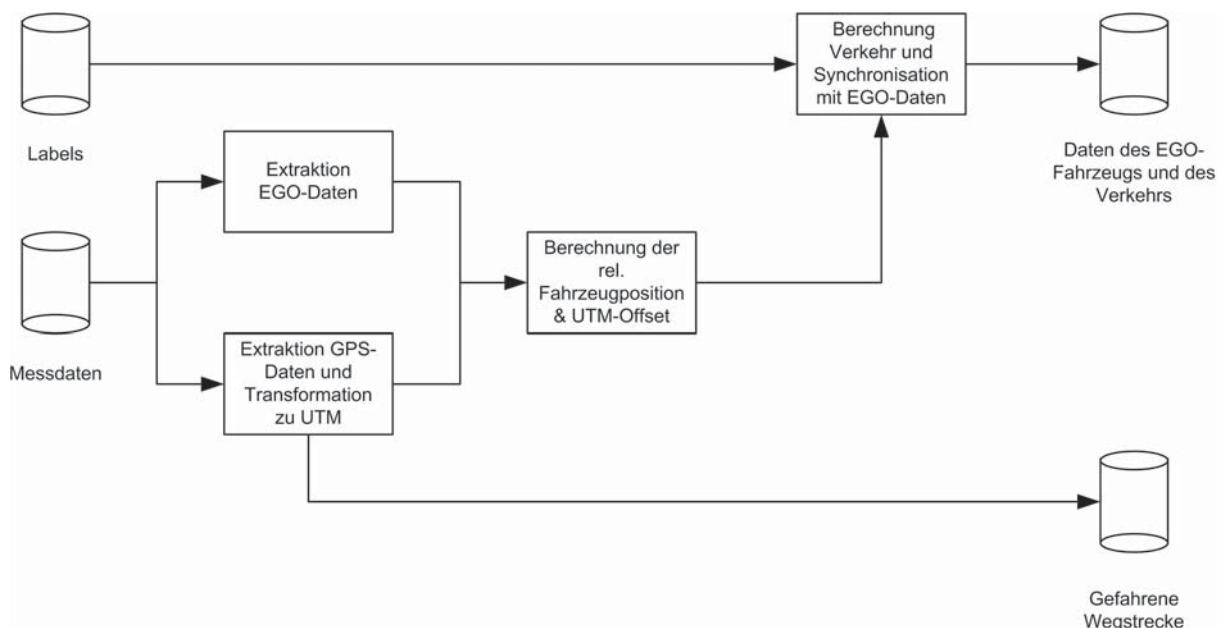 Berechnung
Verkehr und
Synchronisation
mit EGO-Daten
Labels
Daten des EGO-
Fahrzeugs und des
Verkehrs
Extraktion
EGO-Daten
Berechnung der
rel.
Fahrzeugposition
& UTM-Offset
Messdaten
Extraktion GPS-
Daten und
Transformation
zu UTM
Gefahrene
Wegstrecke